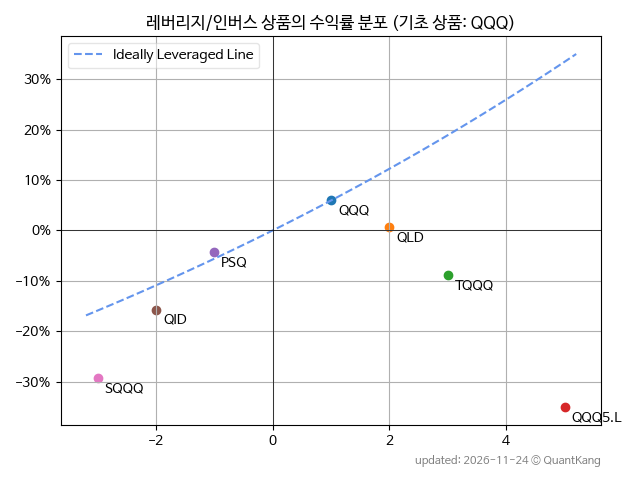 레버리지/인버스 상품의 수익률 분포 (기초 상품: QQQ)
Ideally Leveraged Line
30%
20%
10%
0%
−10%
−20%
−30%
QQQ
QLD
PSQ
TQQQ
QID
SQQQ
QQQ5.L
−2
0
2
4
updated: 2026-11-24 © QuantKang